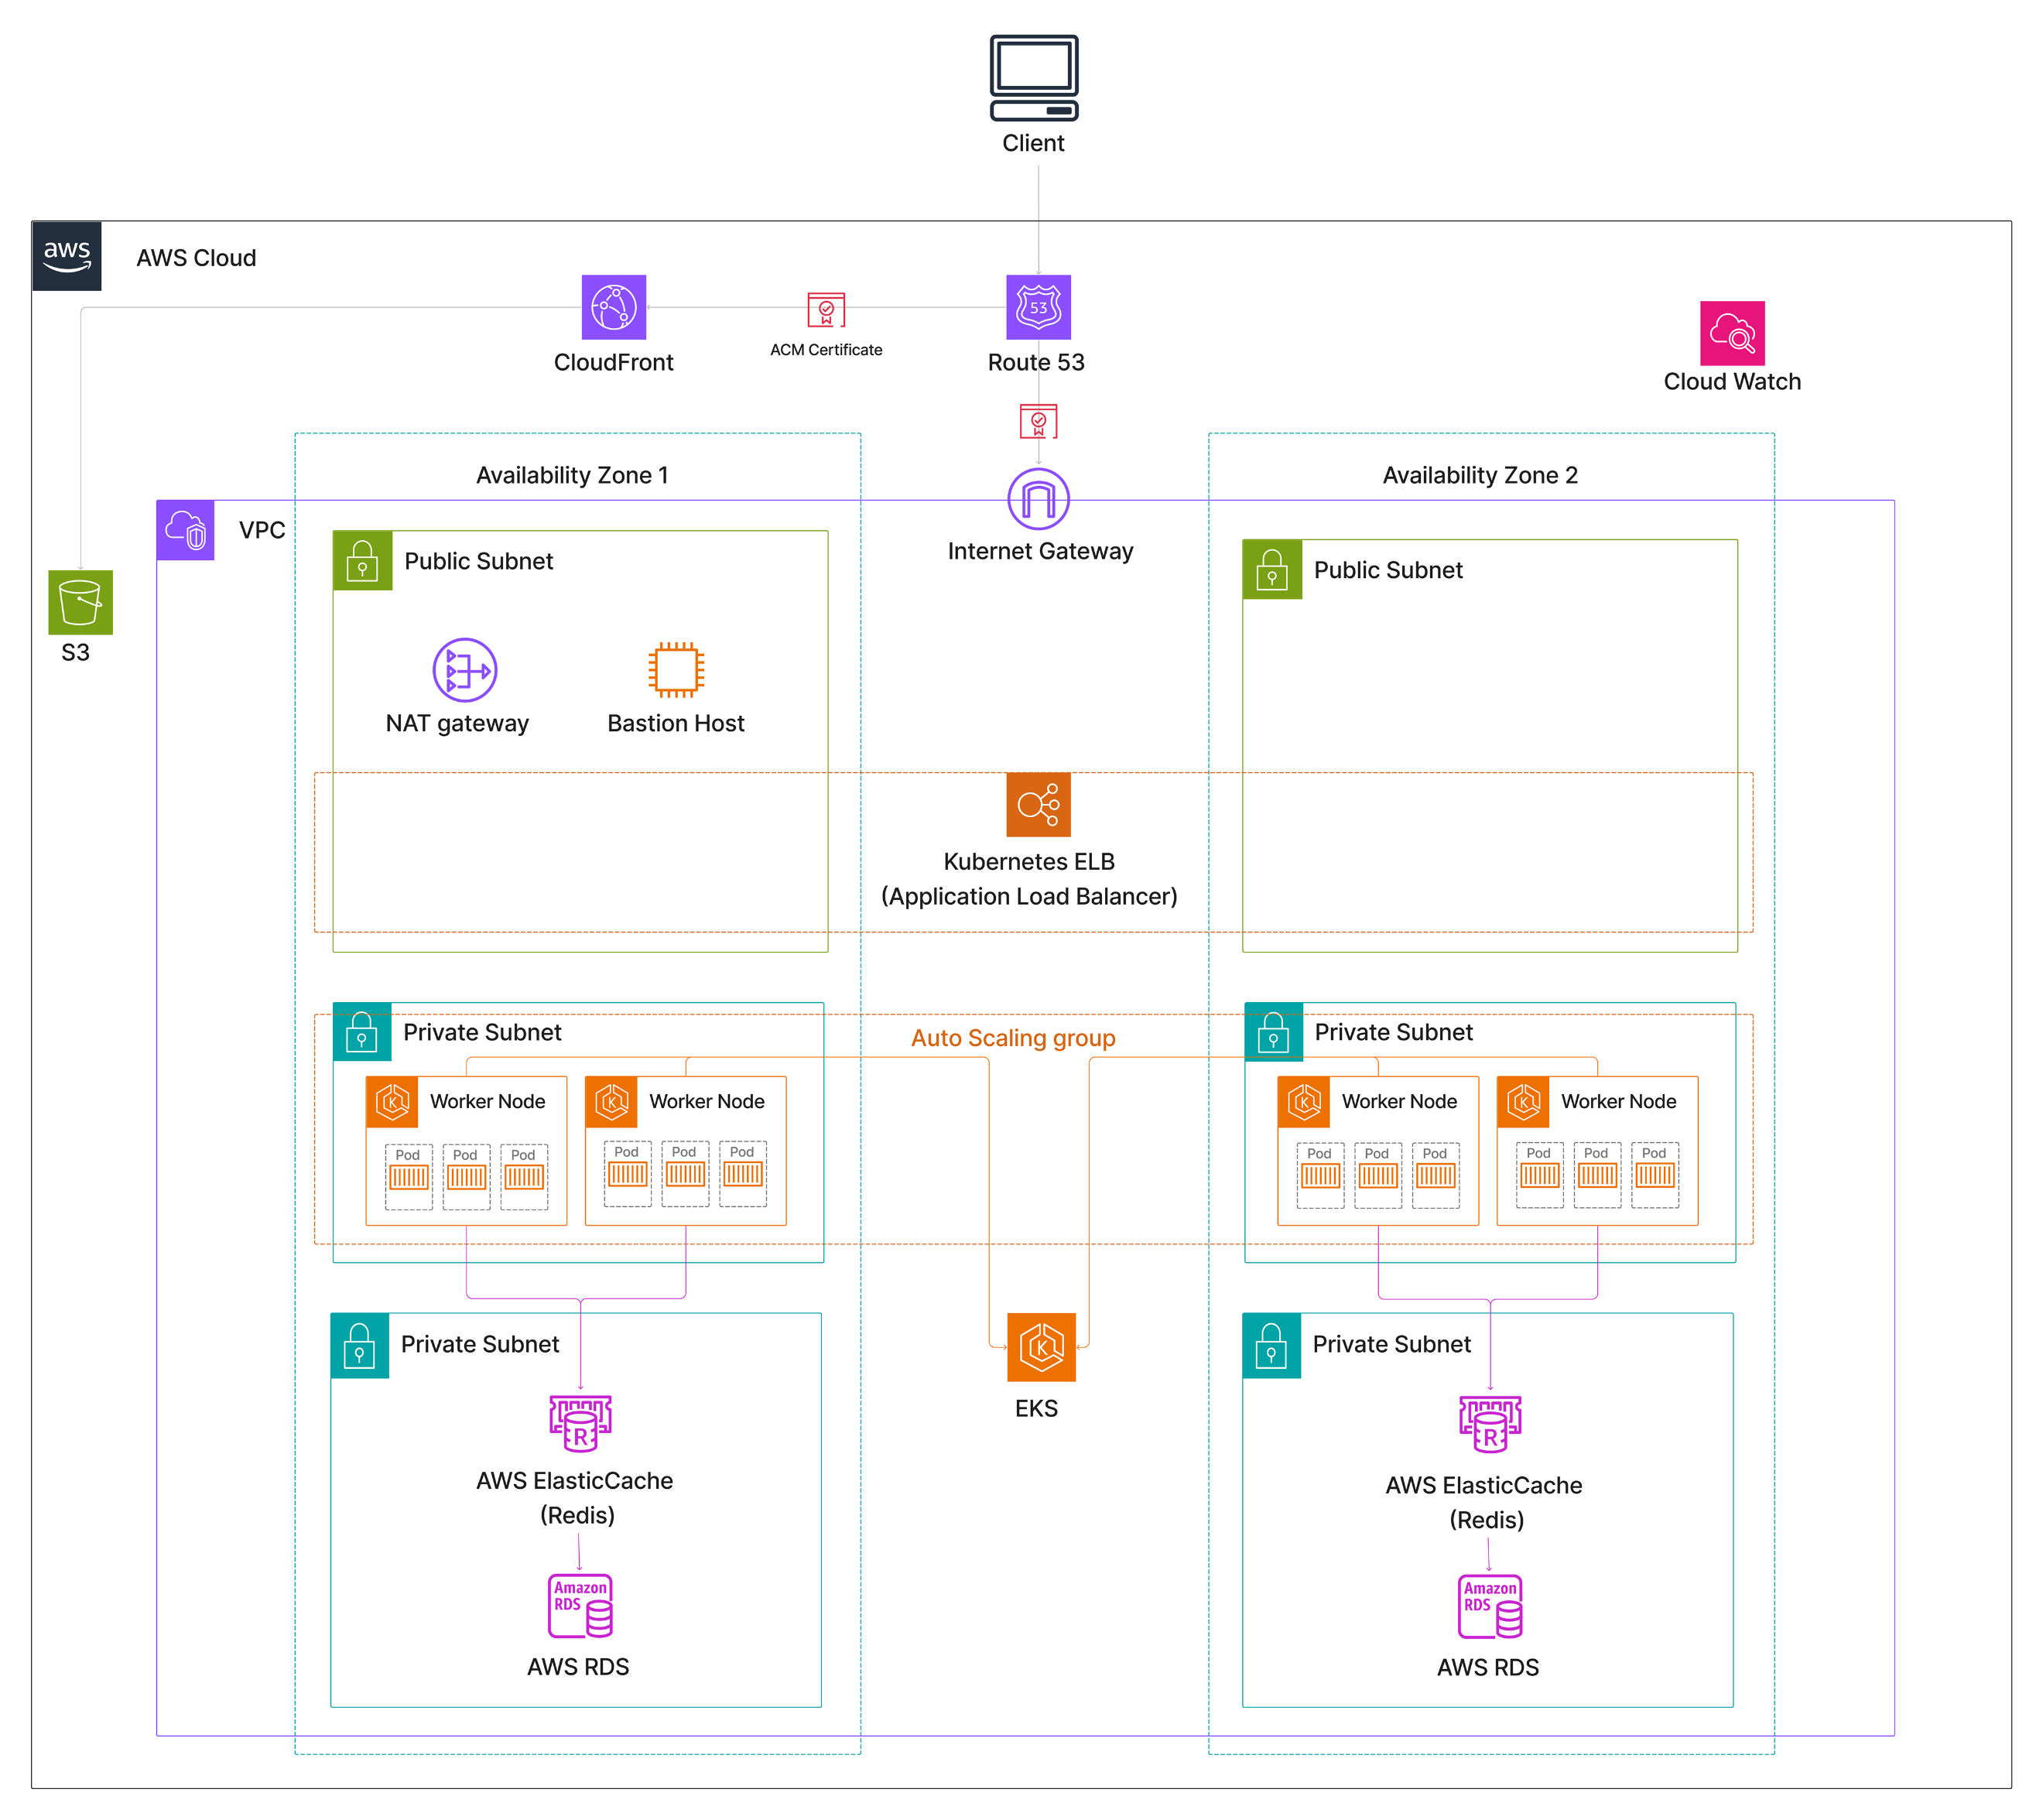 Client
aws
AWS Cloud
53
CloudFront
ACM Certificate
Route 53
Cloud Watch
Availability Zone 1
Availability Zone 2
VPC
Internet Gateway
Public Subnet
Public Subnet
S3
NAT gateway
Bastion Host
Kubernetes ELB
(Application Load Balancer)
Private Subnet
Auto Scaling group
Private Subnet
K
Worker Node
K
Worker Node
K
Worker Node
K
Worker Node
Pod
Pod
Pod
Pod
Pod
Pod
Pod
Pod
Pod
Pod
Pod
Pod
Private Subnet
K
EKS
Private Subnet
R
AWS ElasticCache
(Redis)
R
AWS ElasticCache
(Redis)
Amazon
RDS
AWS RDS
Amazon
RDS
AWS RDS